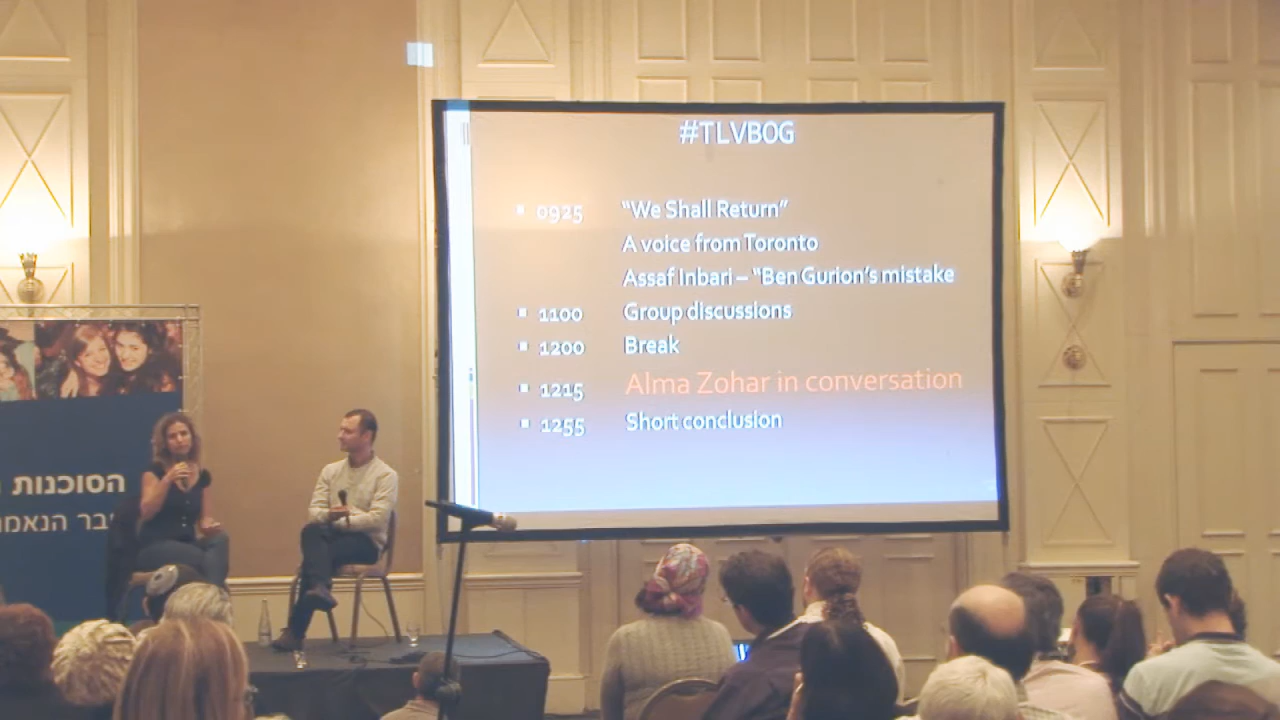 #TLVBOG
▪ 0925 “We Shall Return”
A voice from Toronto
Assaf Inbari – “Ben Gurion’s mistake
▪ 1100 Group discussions
▪ 1200 Break
▪ 1215 Alma Zohar in conversation
▪ 1255 Short conclusion
הסוכנות